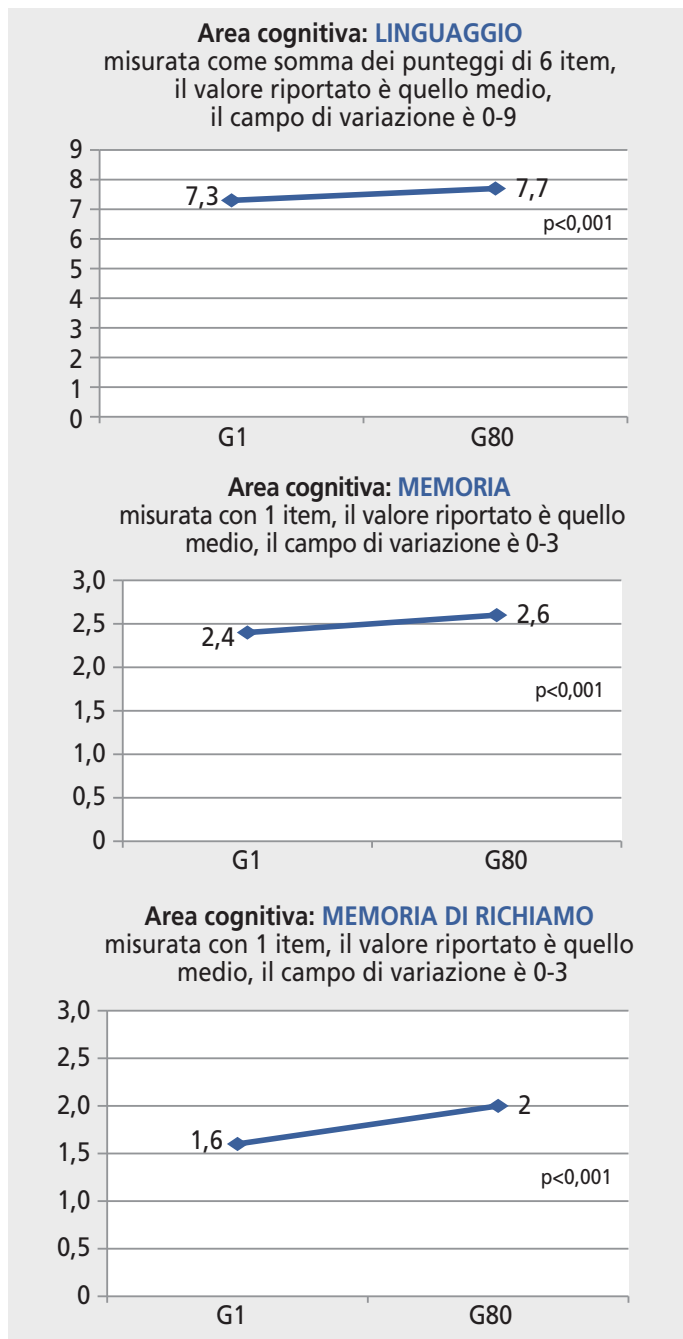 Area cognitiva: LINGUAGGIO
misurata come somma dei punteggi di 6 item,
il valore riportato è quello medio,
il campo di variazione è 0-9
9
8
7
6
5
4
3
2
1
0
7,3
7,7
p<0,001
G1
G80
Area cognitiva: MEMORIA
misurata con 1 item, il valore riportato è quello
medio, il campo di variazione è 0-3
3,0
2,5
2,0
1,5
1,0
0,5
0
2,4
2,6
p<0,001
G1
G80
Area cognitiva: MEMORIA DI RICHIAMO
misurata con 1 item, il valore riportato è quello
medio, il campo di variazione è 0-3
3,0
2,5
2,0
1,5
1,0
0,5
0
1,6
2
p<0,001
G1
G80